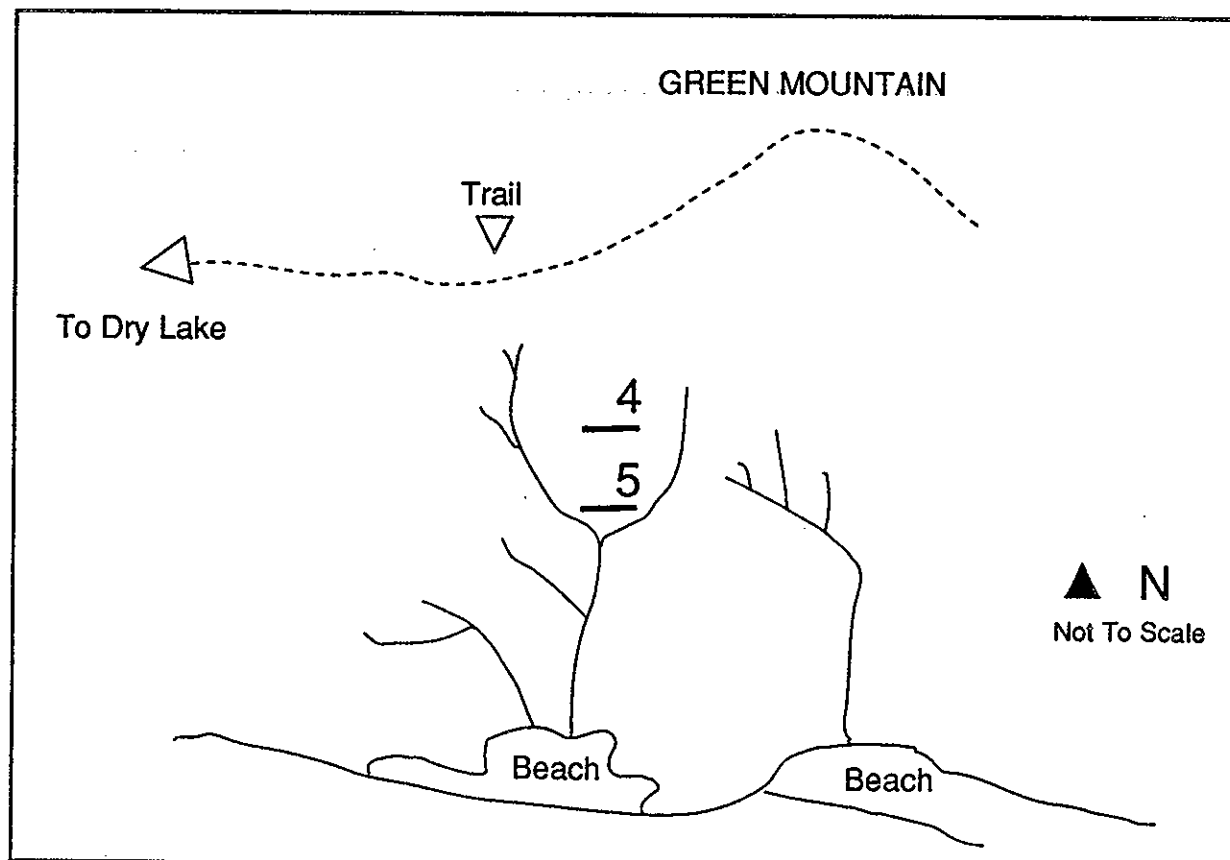 GREEN MOUNTAIN
Trail
To Dry Lake
4
5
N
Not To Scale
Beach
Beach